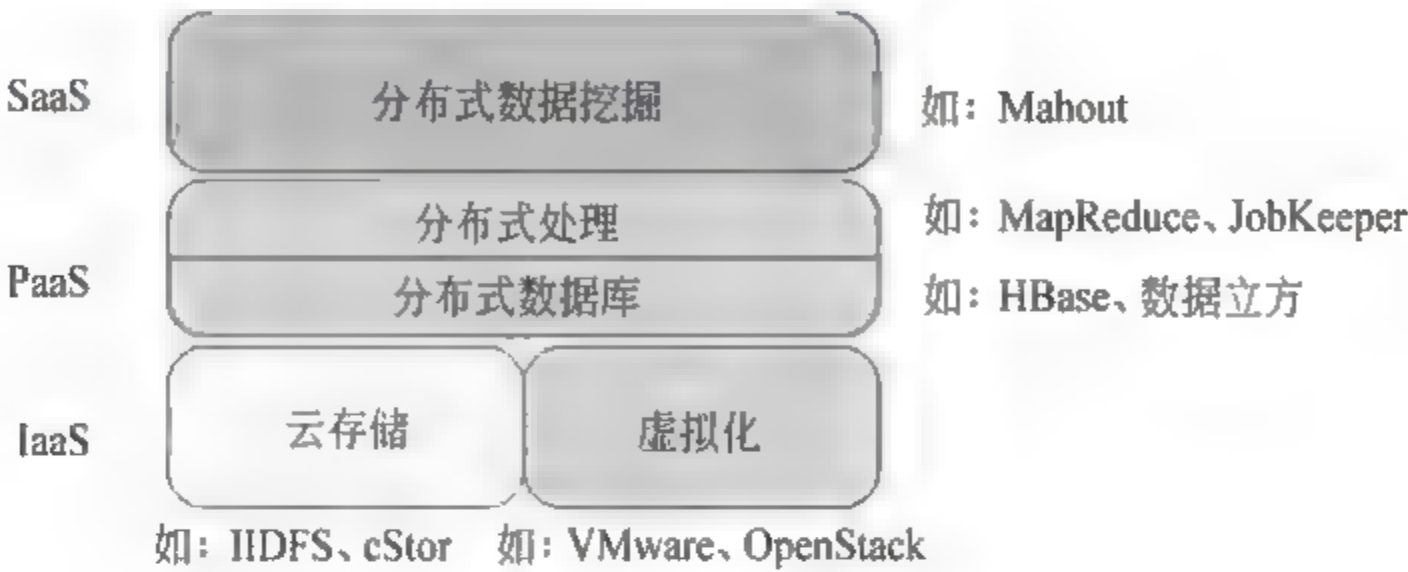 SaaS
分布式数据挖掘
如：Mahout
分布式处理
如：MapReduce、JobKeeper
PaaS
分布式数据库
如：HBase、数据立方
IaaS
云存储
虚拟化
如：HDFS、cStor
如：VMware、OpenStack